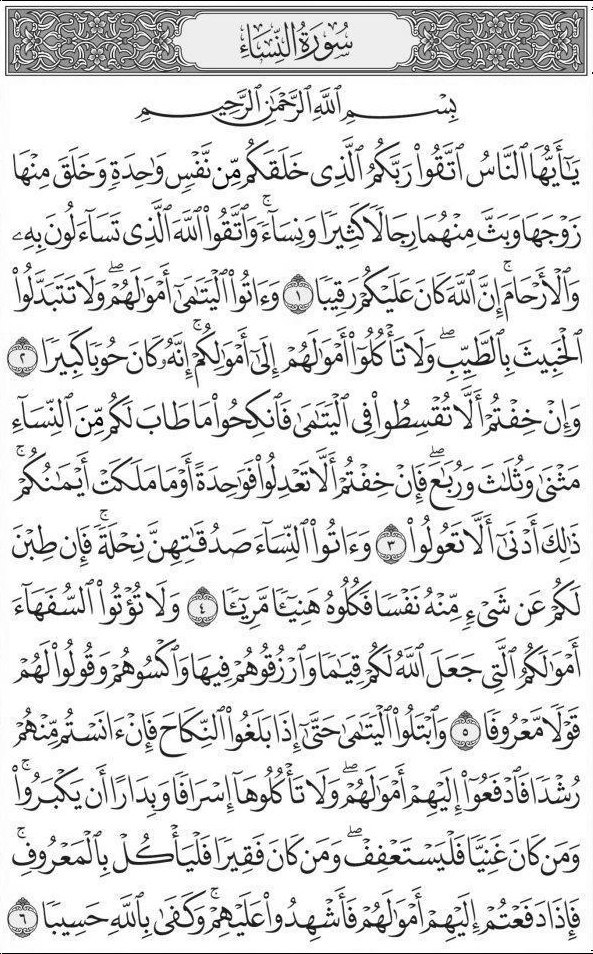 سُورَةُ النِّسَاءِ
بِسْمِ ٱللَّهِ ٱلرَّحْمَٰنِ ٱلرَّحِيمِ
يَٰٓأَيُّهَا ٱلنَّاسُ ٱتَّقُوا۟ رَبَّكُمُ ٱلَّذِى خَلَقَكُم مِّن نَّفْسٍ وَٰحِدَةٍ وَخَلَقَ مِنْهَا
زَوْجَهَا وَبَثَّ مِنْهُمَا رِجَالًا كَثِيرًا وَنِسَآءً ۚ وَٱتَّقُوا۟ ٱللَّهَ ٱلَّذِى تَسَآءَلُونَ بِهِۦ
وَٱلْأَرْحَامَ ۚ إِنَّ ٱللَّهَ كَانَ عَلَيْكُمْ رَقِيبًا ١ وَءَاتُوا۟ ٱلْيَتَٰمَىٰٓ أَمْوَٰلَهُمْ ۖ وَلَا تَتَبَدَّلُوا۟
ٱلْخَبِيثَ بِٱلطَّيِّبِ ۖ وَلَا تَأْكُلُوٓا۟ أَمْوَٰلَهُمْ إِلَىٰٓ أَمْوَٰلِكُمْ ۚ إِنَّهُۥ كَانَ حُوبًا كَبِيرًا ٢
وَإِنْ خِفْتُمْ أَلَّا تُقْسِطُوا۟ فِى ٱلْيَتَٰمَىٰ فَٱنكِحُوا۟ مَا طَابَ لَكُم مِّنَ ٱلنِّسَآءِ
مَثْنَىٰ وَثُلَٰثَ وَرُبَٰعَ ۖ فَإِنْ خِفْتُمْ أَلَّا تَعْدِلُوا۟ فَوَٰحِدَةً أَوْ مَا مَلَكَتْ أَيْمَٰنُكُمْ ۚ
ذَٰلِكَ أَدْنَىٰٓ أَلَّا تَعُولُوا۟ ٣ وَءَاتُوا۟ ٱلنِّسَآءَ صَدُقَٰتِهِنَّ نِحْلَةً ۚ فَإِن طِبْنَ
لَكُمْ عَن شَىْءٍ مِّنْهُ نَفْسًا فَكُلُوهُ هَنِيٓـًٔا مَّرِيٓـًٔا ٤ وَلَا تُؤْتُوا۟ ٱلسُّفَهَآءَ
أَمْوَٰلَكُمُ ٱلَّتِى جَعَلَ ٱللَّهُ لَكُمْ قِيَٰمًا وَٱرْزُقُوهُمْ فِيهَا وَٱكْسُوهُمْ وَقُولُوا۟ لَهُمْ
قَوْلًا مَّعْرُوفًا ٥ وَٱبْتَلُوا۟ ٱلْيَتَٰمَىٰ حَتَّىٰٓ إِذَا بَلَغُوا۟ ٱلنِّكَاحَ فَإِنْ ءَانَسْتُم مِّنْهُمْ
رُشْدًا فَٱدْفَعُوٓا۟ إِلَيْهِمْ أَمْوَٰلَهُمْ ۖ وَلَا تَأْكُلُوهَآ إِسْرَافًا وَبِدَارًا أَن يَكْبَرُوا۟ ۚ
وَمَن كَانَ غَنِيًّا فَلْيَسْتَعْفِفْ ۖ وَمَن كَانَ فَقِيرًا فَلْيَأْكُلْ بِٱلْمَعْرُوفِ ۚ
فَإِذَا دَفَعْتُمْ إِلَيْهِمْ أَمْوَٰلَهُمْ فَأَشْهِدُوا۟ عَلَيْهِمْ ۚ وَكَفَىٰ بِٱللَّهِ حَسِيبًا ٦